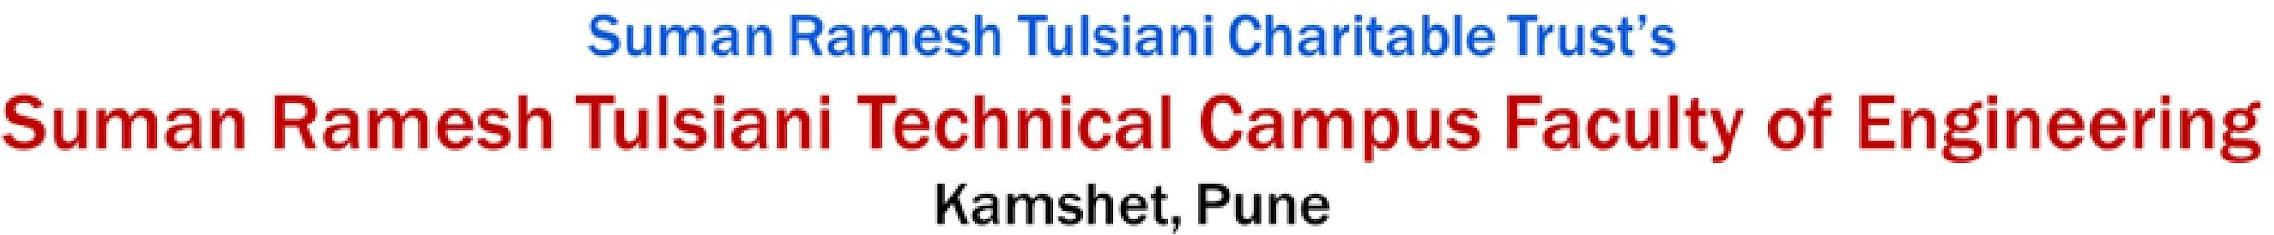 Suman Ramesh Tulsiani Charitable Trust’s
Suman Ramesh Tulsiani Technical Campus Faculty of Engineering
Kamshet, Pune